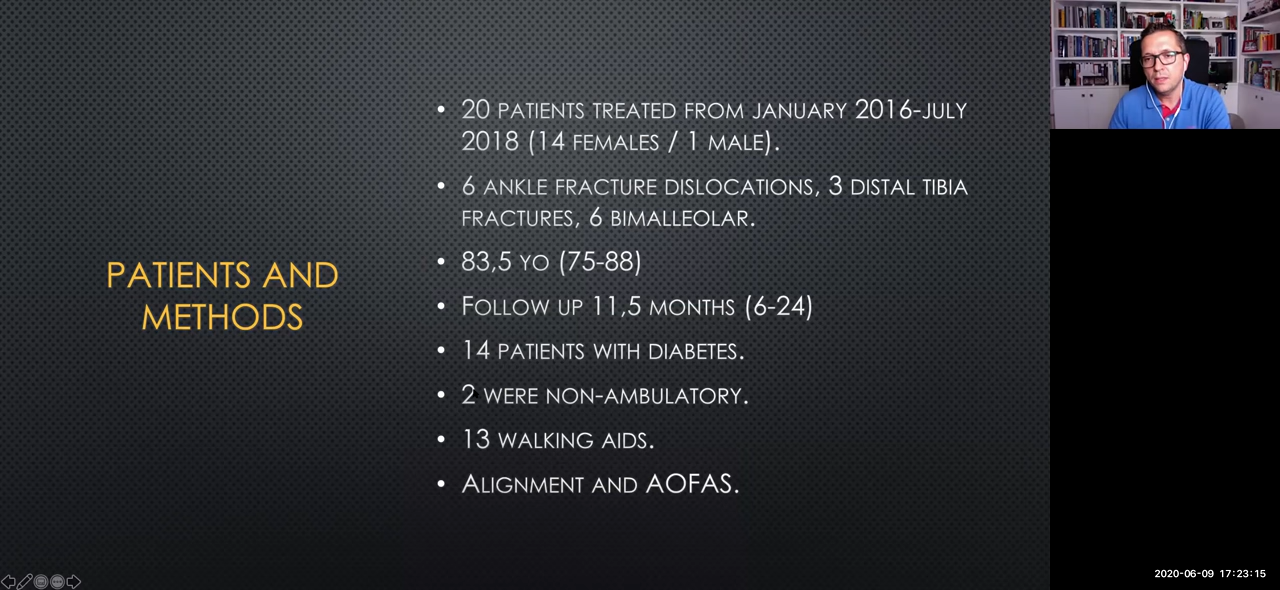 PATIENTS AND
METHODS
• 20 PATIENTS TREATED FROM JANUARY 2016-JULY
2018 (14 FEMALES / 1 MALE).
• 6 ANKLE FRACTURE DISLOCATIONS, 3 DISTAL TIBIA
FRACTURES, 6 BIMALLEOLAR.
• 83,5 YO (75-88)
• FOLLOW UP 11,5 MONTHS (6-24)
• 14 PATIENTS WITH DIABETES.
• 2 WERE NON-AMBULATORY.
• 13 WALKING AIDS.
• ALIGNMENT AND AOFAS.
2020-06-09 17:23:15